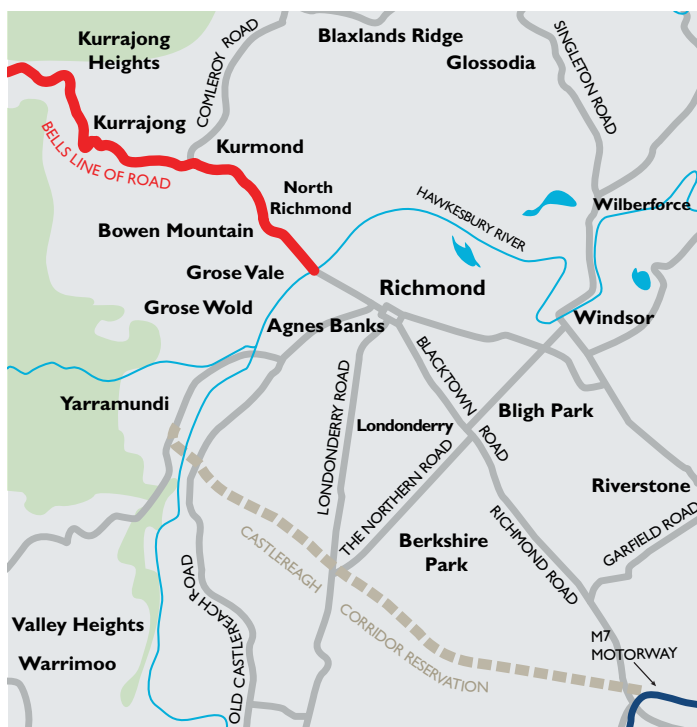 Kurrajong
Heights
Blaxlands Ridge
Glossodia
COMLEROY ROAD
SINGLETON ROAD
Kurrajong
Kurmond
BELLS LINE OF ROAD
North
Richmond
HAWKESBURY RIVER
Wilberforce
Bowen Mountain
Grose Vale
Richmond
Grose Wold
Agnes Banks
Windsor
BLACKTOWN
ROAD
LONDONDERRY ROAD
Yarramundi
Londonderry
Bligh Park
THE NORTHERN ROAD
Riverstone
RICHMOND ROAD
GARFIELD ROAD
Berkshire
Park
CASTLEREAGH
CORRIDOR RESERVATION
OLD CASTLEREACH ROAD
Valley Heights
Warrimoo
M7
MOTORWAY